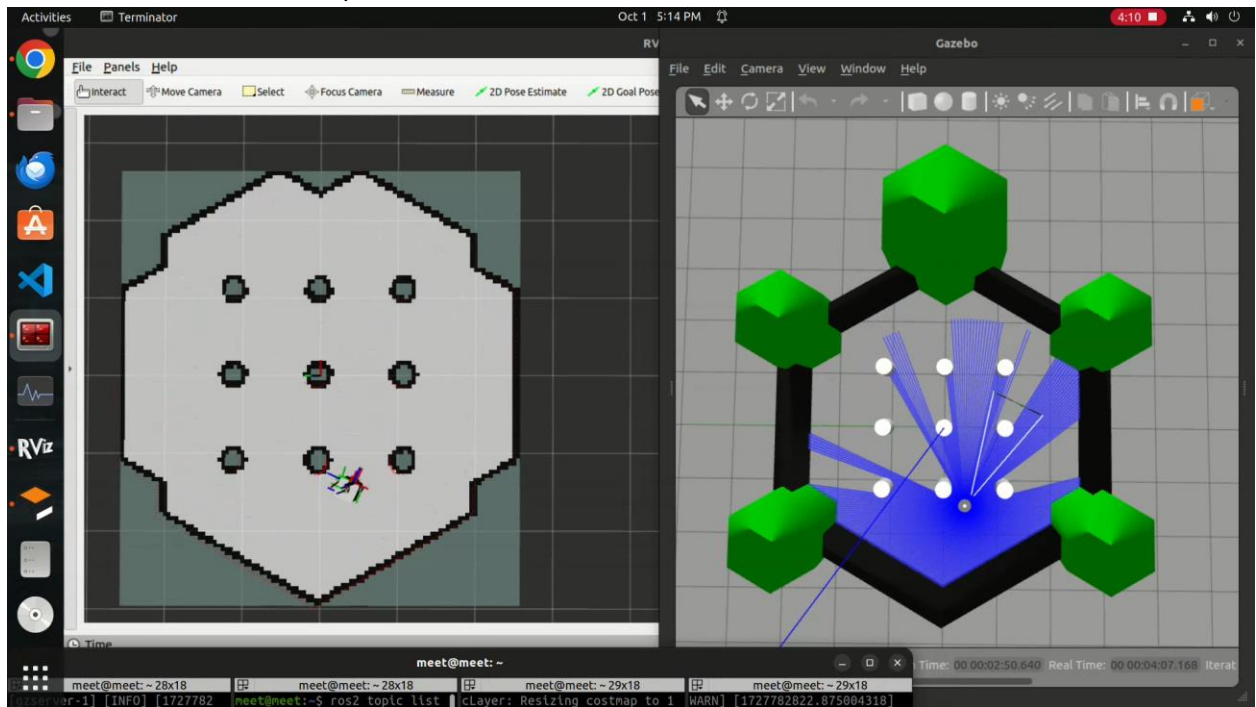 Activities Terminator Oct 1 5:14 PM 4:10
RV Gazebo
File Panels Help
Interact Move Camera Select Focus Camera Measure 2D Pose Estimate 2D Goal Pose
File Edit Camera View Window Help
RViz
Time
meet@meet: ~
Time: 00 00:02:50.640 Real Time: 00 00:04:07.168 Iterat
meet@meet: ~ 28x18 meet@meet: ~ 28x18 meet@meet: ~ 29x18 meet@meet: ~ 29x18
[gzserver-1] [INFO] [1727782 meet@meet:~$ ros2 topic list cLayer: Resizing costmap to 1 [WARN] [1727782822.875004318]